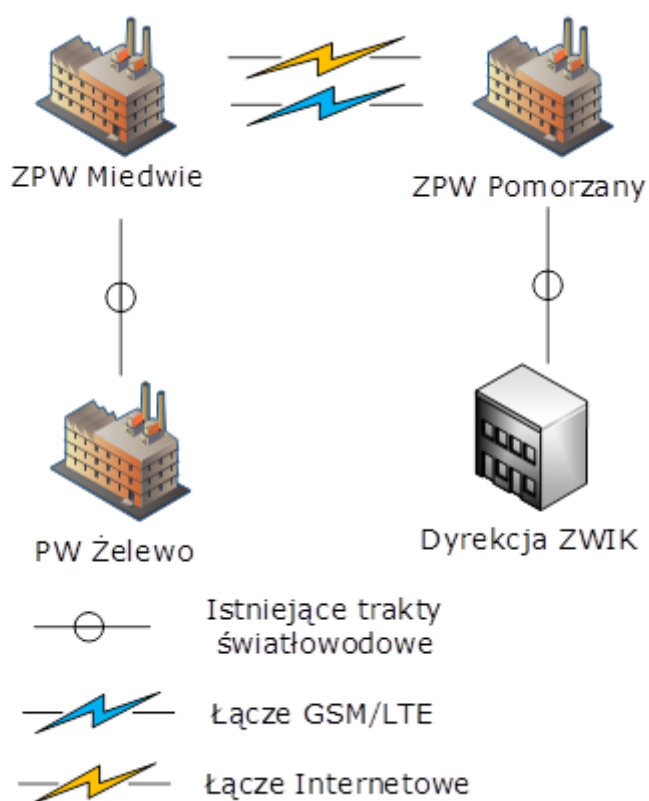 ZPW Miedwie
ZPW Pomorzany
PW Żelewo
Dyrekcja ZWIK
Istniejące trakty
światłowodowe
Łącze GSM/LTE
Łącze Internetowe